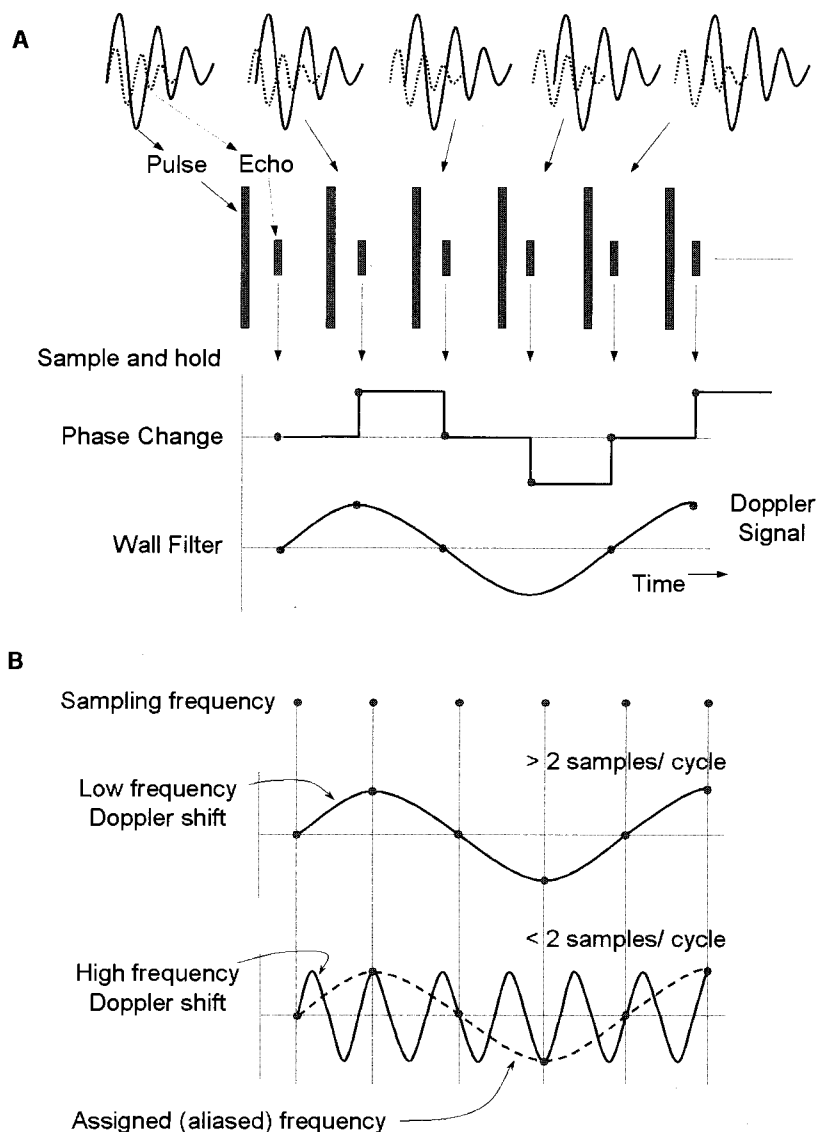 A
Pulse
Echo
Sample and hold
Phase Change
Wall Filter
Doppler
Signal
Time
B
Sampling frequency
> 2 samples/ cycle
Low frequency
Doppler shift
< 2 samples/ cycle
High frequency
Doppler shift
Assigned (aliased) frequency